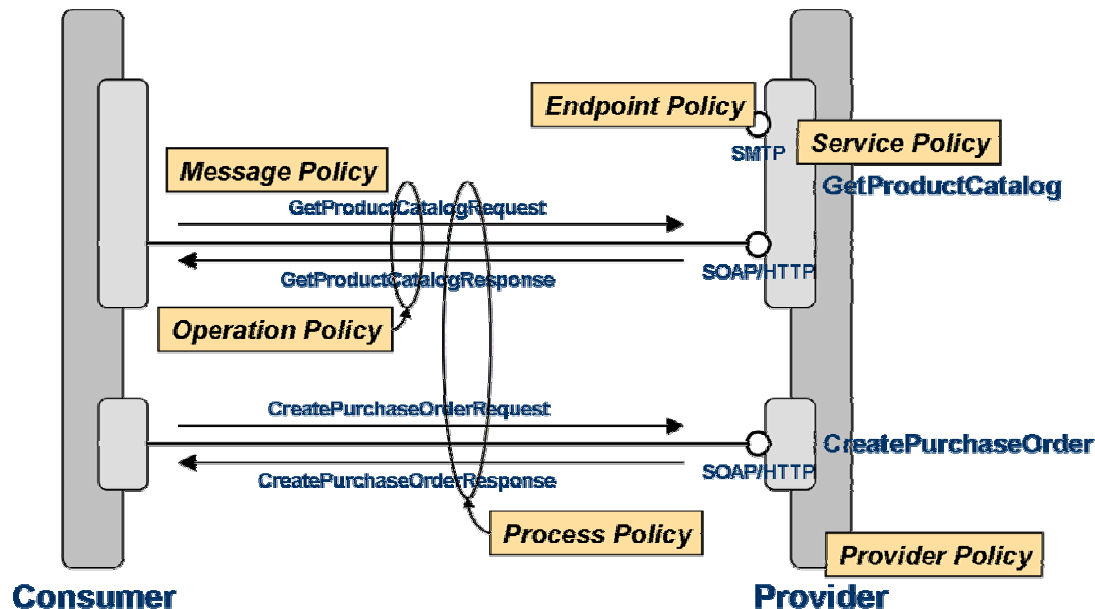 Endpoint Policy
SMTP
Service Policy
GetProductCatalog
Message Policy
GetProductCatalogRequest
SOAP/HTTP
GetProductCatalogResponse
Operation Policy
CreatePurchaseOrderRequest
CreatePurchaseOrder
SOAP/HTTP
CreatePurchaseOrderResponse
Process Policy
Provider Policy
Consumer
Provider